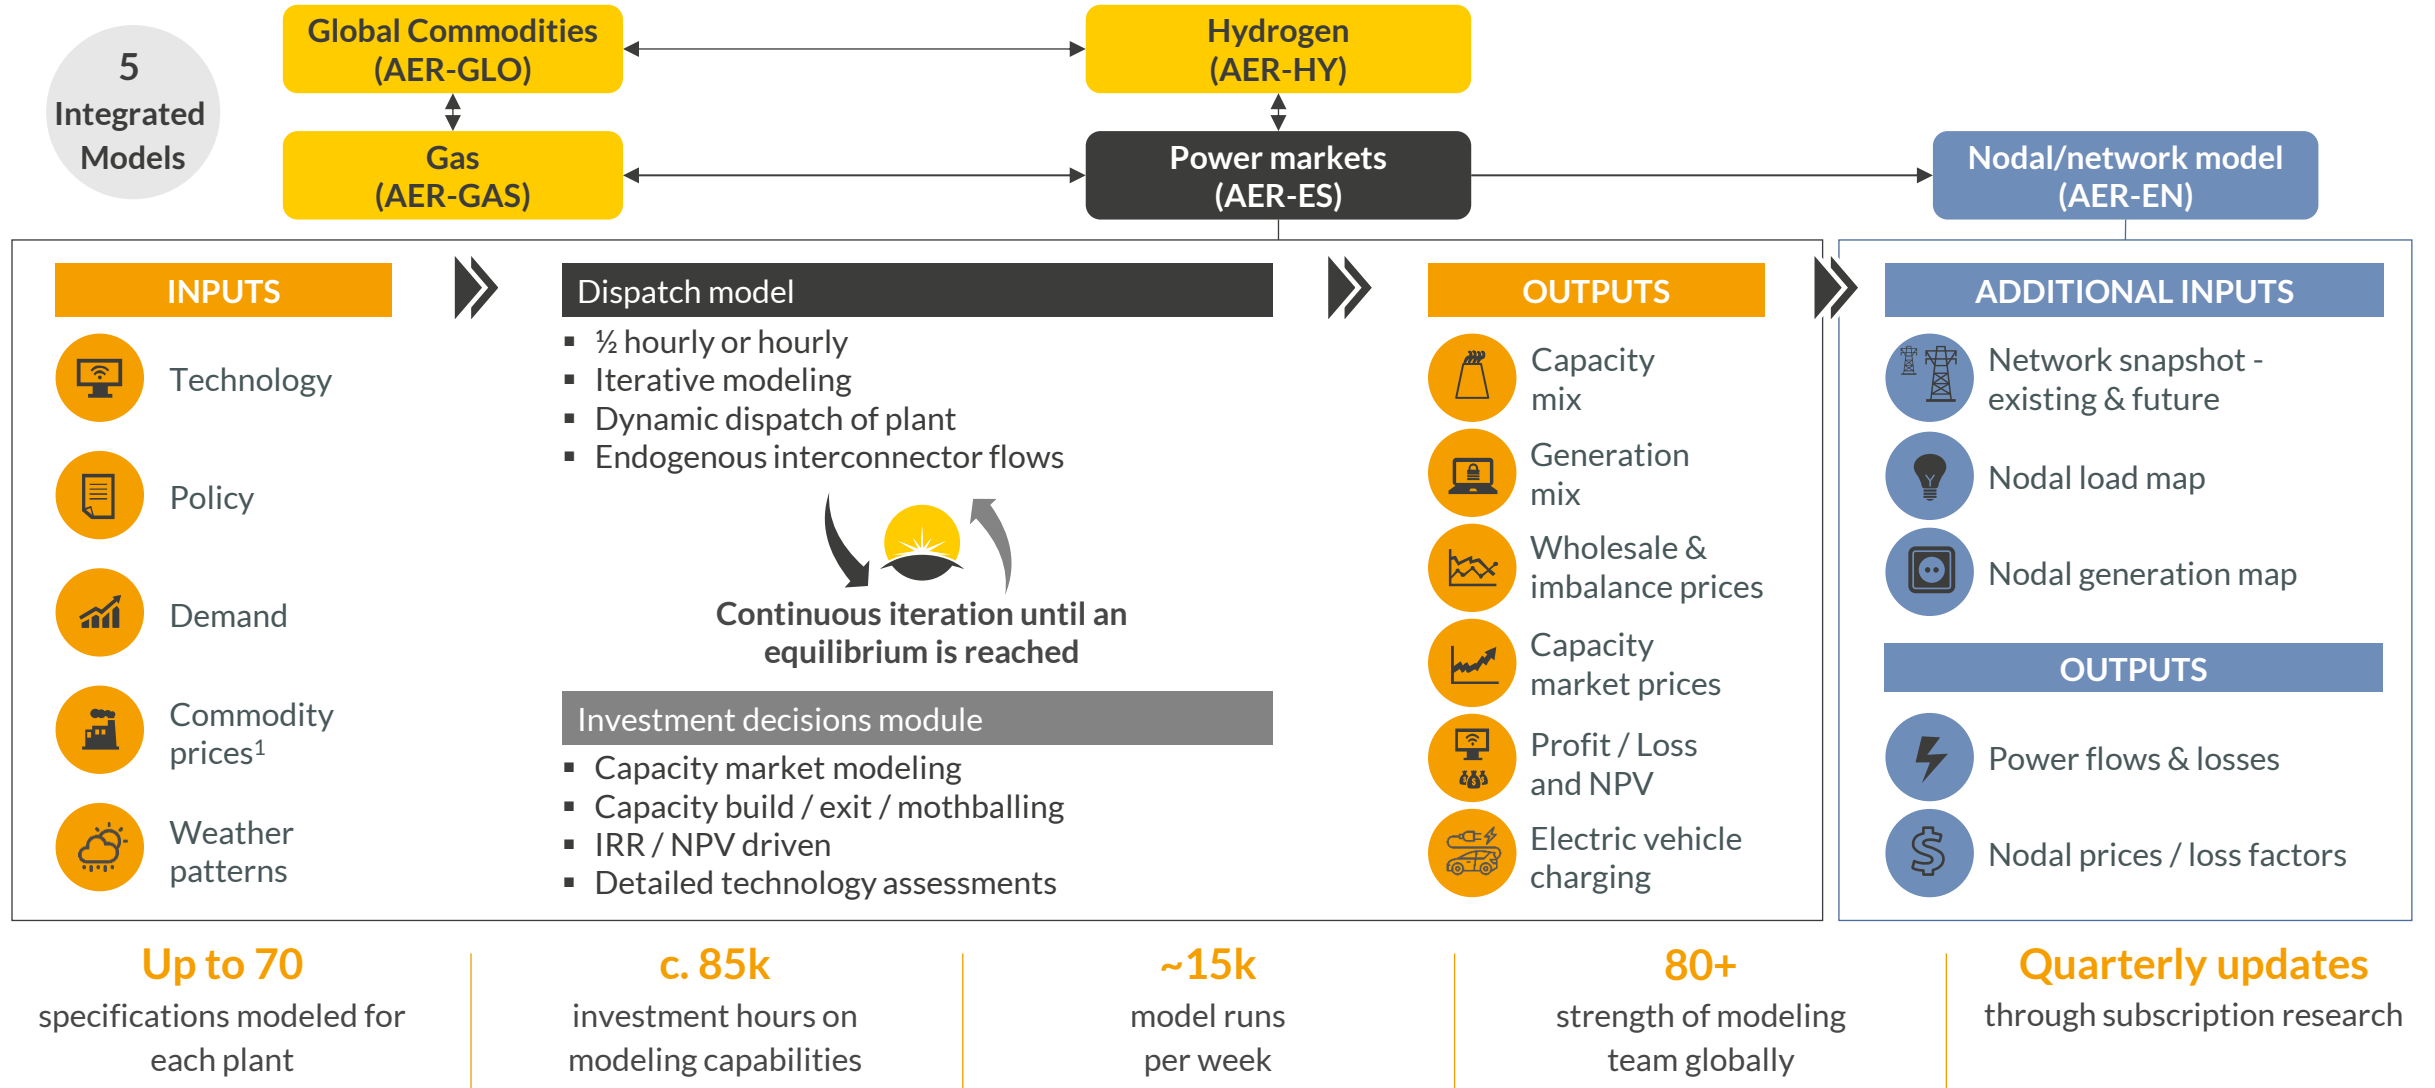 5
Integrated
Models
Global Commodities
(AER-GLO)
Hydrogen
(AER-HY)
Gas
(AER-GAS)
Power markets
(AER-ES)
Nodal/network model
(AER-EN)
INPUTS
Technology
Policy
Demand
Commodity
prices¹
Weather
patterns
Dispatch model
▪ ½ hourly or hourly
▪ Iterative modeling
▪ Dynamic dispatch of plant
▪ Endogenous interconnector flows
Continuous iteration until an
equilibrium is reached
Investment decisions module
▪ Capacity market modeling
▪ Capacity build / exit / mothballing
▪ IRR / NPV driven
▪ Detailed technology assessments
OUTPUTS
Capacity
mix
Generation
mix
Wholesale &
imbalance prices
Capacity
market prices
Profit / Loss
and NPV
Electric vehicle
charging
ADDITIONAL INPUTS
Network snapshot -
existing & future
Nodal load map
Nodal generation map
OUTPUTS
Power flows & losses
Nodal prices / loss factors
Up to 70
specifications modeled for
each plant
c. 85k
investment hours on
modeling capabilities
~15k
model runs
per week
80+
strength of modeling
team globally
Quarterly updates
through subscription research